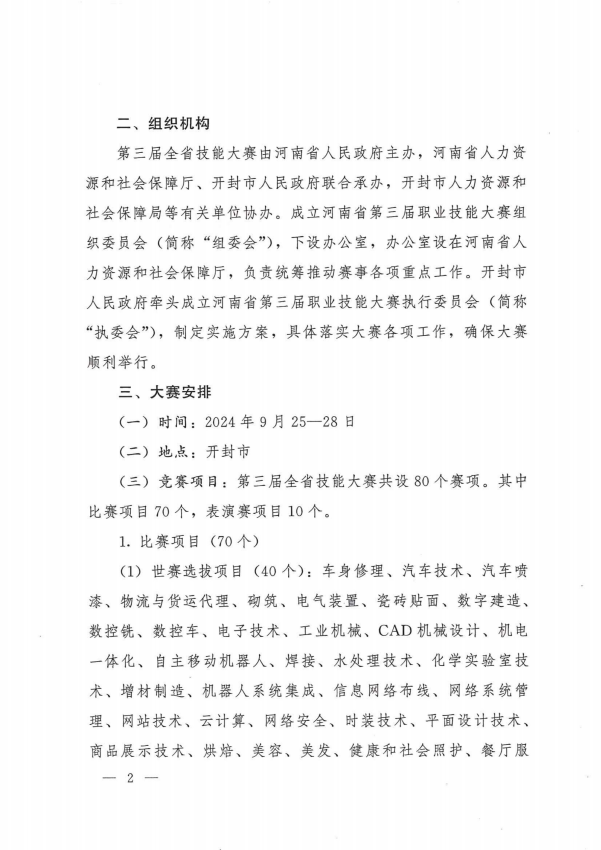 二、组织机构
第三届全省技能大赛由河南省人民政府主办，河南省人力资
源和社会保障厅、开封市人民政府联合承办，开封市人力资源和
社会保障局等有关单位协办。成立河南省第三届职业技能大赛组
织委员会（简称“组委会”），下设办公室，办公室设在河南省人
力资源和社会保障厅，负责统筹推动赛事各项重点工作。开封市
人民政府牵头成立河南省第三届职业技能大赛执行委员会（简称
“执委会”），制定实施方案，具体落实大赛各项工作，确保大赛
顺利举行。
三、大赛安排
（一）时间：2024年9月25—28日
（二）地点：开封市
（三）竞赛项目：第三届全省技能大赛共设80个赛项。其中
比赛项目70个，表演赛项目10个。
1. 比赛项目（70个）
（1）世赛选拔项目（40个）：车身修理、汽车技术、汽车喷
漆、物流与货运代理、砌筑、电气装置、瓷砖贴面、数字建造、
数控铣、数控车、电子技术、工业机械、CAD机械设计、机电
一体化、自主移动机器人、焊接、水处理技术、化学实验室技
术、增材制造、机器人系统集成、信息网络布线、网络系统管
理、网站技术、云计算、网络安全、时装技术、平面设计技术、
商品展示技术、烘焙、美容、美发、健康和社会照护、餐厅服
— 2 —